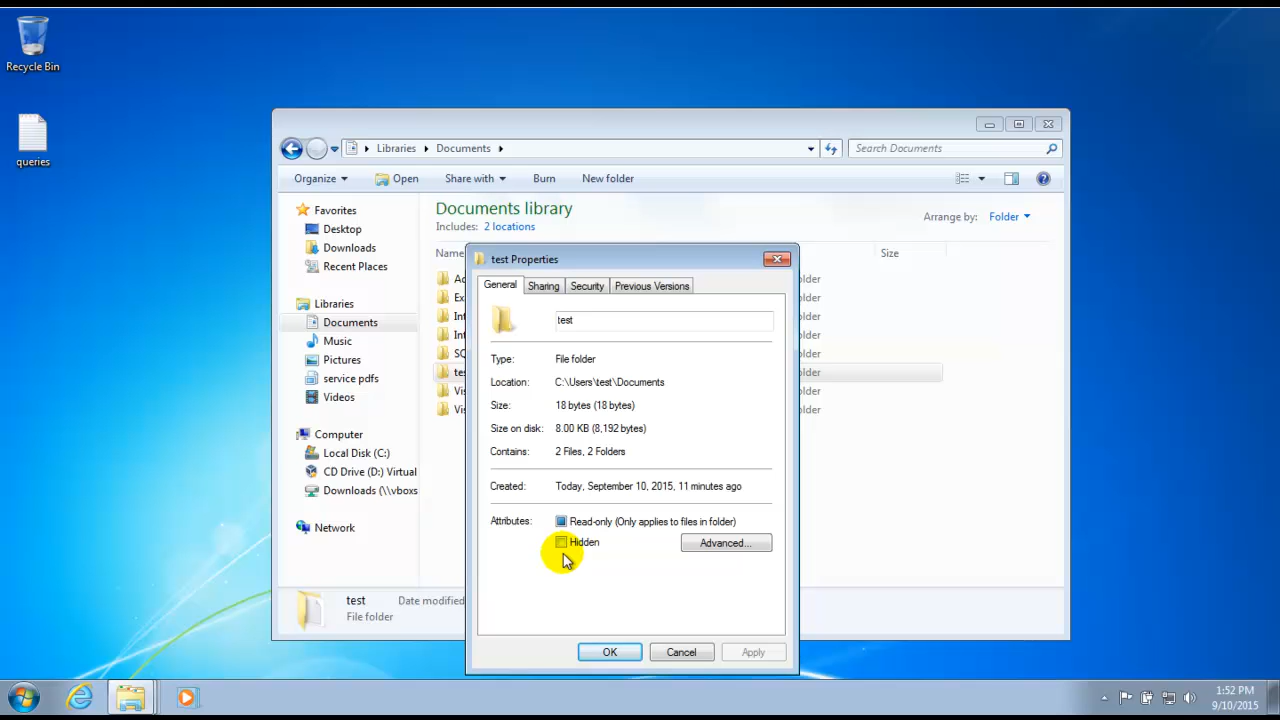 Recycle Bin
queries
Libraries
Documents
Search Documents
Organize
Open
Share with
Burn
New folder
Favorites
Desktop
Downloads
Recent Places
Libraries
Documents
Music
Pictures
service pdfs
Videos
Computer
Local Disk (C:)
CD Drive (D:) Virtual
Downloads (\\vboxs
Network
Documents library
Includes: 2 locations
Arrange by: Folder
Name
Size
test Properties
General
Sharing
Security
Previous Versions
test
Type: File folder
Location: C:\Users\test\Documents
Size: 18 bytes (18 bytes)
Size on disk: 8.00 KB (8,192 bytes)
Contains: 2 Files, 2 Folders
Created: Today, September 10, 2015, 11 minutes ago
Attributes: Read-only (Only applies to files in folder)
Hidden
Advanced...
OK
Cancel
Apply
test
Date modified
File folder
1:52 PM
9/10/2015